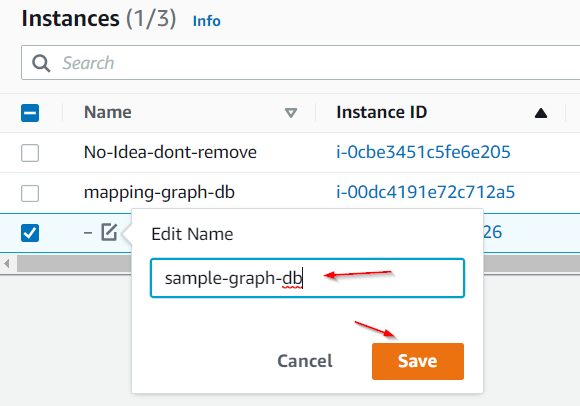 Instances (1/3) Info
Search
Name Instance ID
No-Idea-dont-remove i-0cbe3451c5fe6e205
mapping-graph-db i-00dc4191e72c712a5
– 26
Edit Name
sample-graph-db
Cancel Save